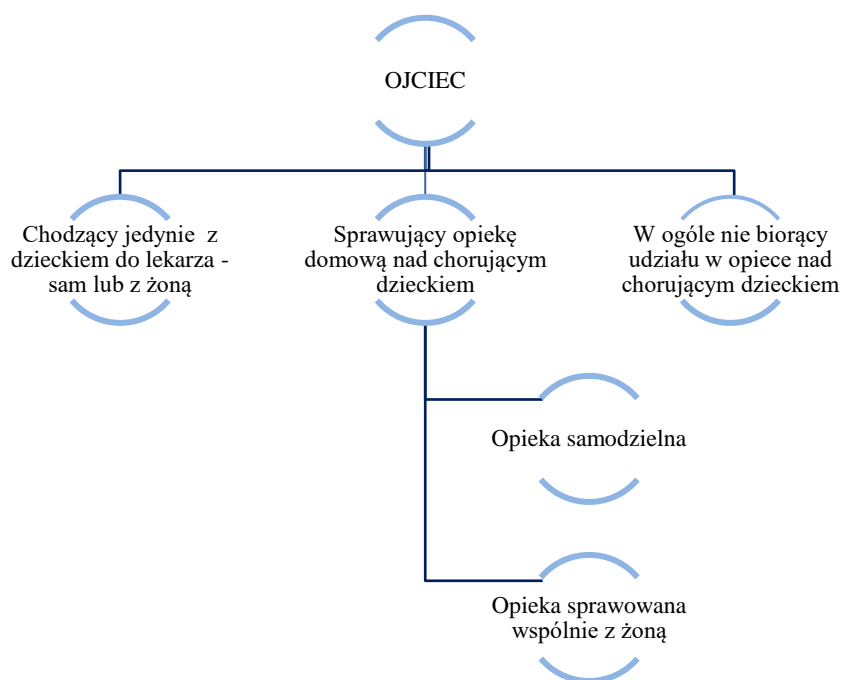 OJCIEC
Chodzący jedynie z
dzieckiem do lekarza -
sam lub z żoną
Sprawujący opiekę
domową nad chorującym
dzieckiem
W ogóle nie biorący
udziału w opiece nad
chorującym dzieckiem
Opieka samodzielna
Opieka sprawowana
wspólnie z żoną